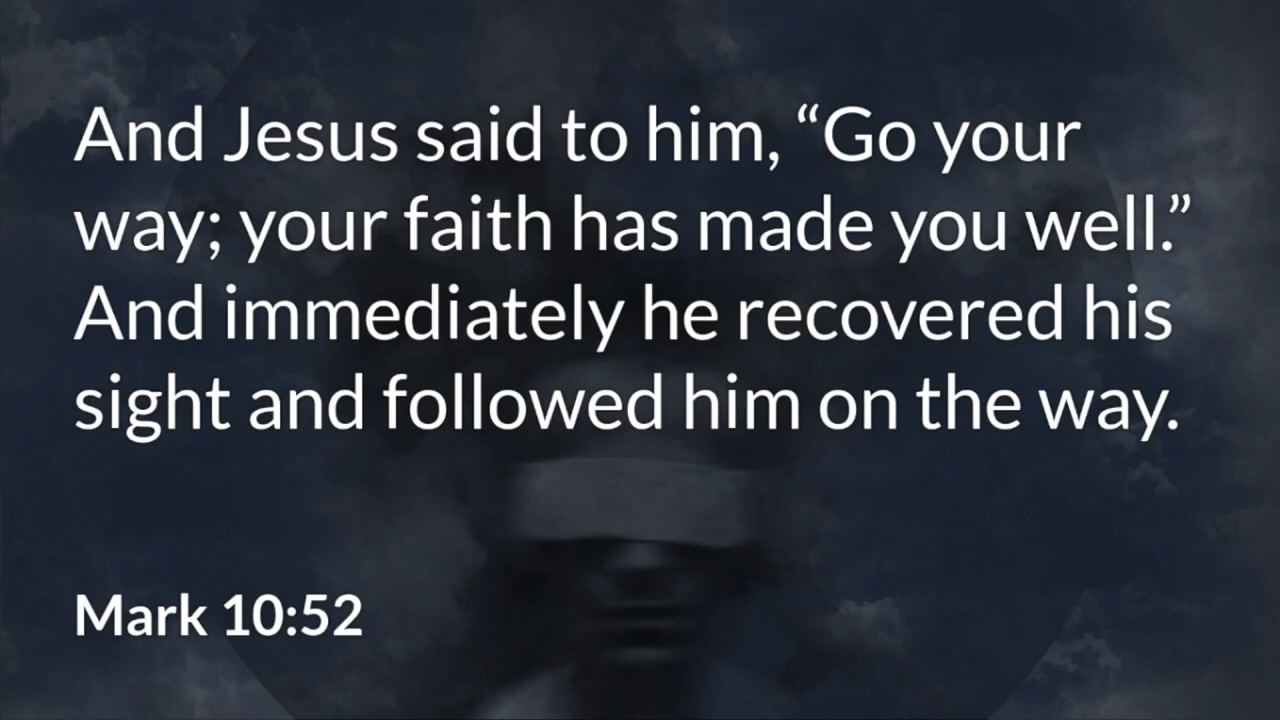 And Jesus said to him, “Go your
way; your faith has made you well.”
And immediately he recovered his
sight and followed him on the way.
Mark 10:52